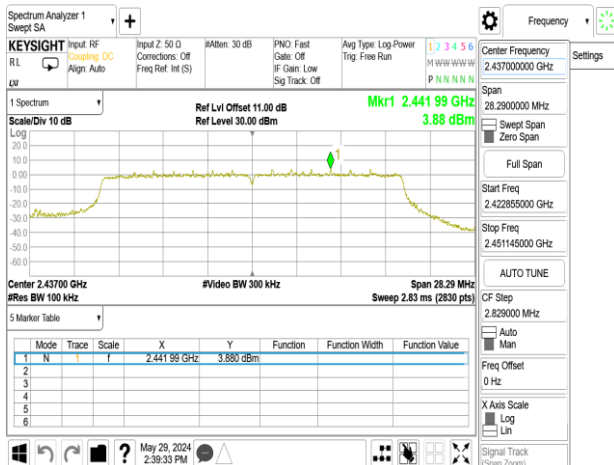 Spectrum Analyzer 1
Swept SA
Frequency
KEYSIGHT
RL
Input: RF
Coupling: DC
Align: Auto
Input Z: 50 Ω
Corrections: Off
Freq Ref: Int (S)
#Atten: 30 dB
PNO: Fast
Gate: Off
IF Gain: Low
Sig Track: Off
Avg Type: Log-Power
Trig: Free Run
1 2 3 4 5 6
M W W W W W
P N N N N N
Center Frequency
2.437000000 GHz
Settings
Span
28.2900000 MHz
Swept Span
Zero Span
Full Span
Start Freq
2.422855000 GHz
Stop Freq
2.451145000 GHz
AUTO TUNE
CF Step
2.829000 MHz
Auto
Man
Freq Offset
0 Hz
X Axis Scale
Log
Lin
Signal Track
(Span Zoom)
1 Spectrum
Scale/Div 10 dB
Ref Lvl Offset 11.00 dB
Ref Level 30.00 dBm
Mkr1 2.441 99 GHz
3.88 dBm
Log
20.0
10.0
0.00
-10.0
-20.0
-30.0
-40.0
-50.0
-60.0
1
Center 2.43700 GHz
#Res BW 100 kHz
#Video BW 300 kHz
Span 28.29 MHz
Sweep 2.83 ms (2830 pts)
5 Marker Table
Mode Trace Scale X Y Function Function Width Function Value
1 N 1 f 2.441 99 GHz 3.880 dBm
2
3
4
5
6
May 29, 2024
2:39:33 PM